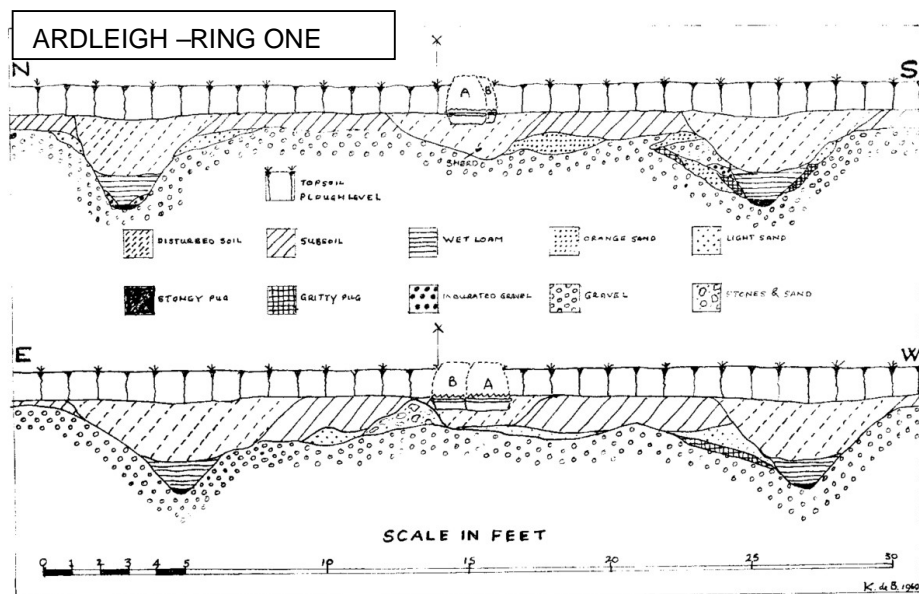 ARDLEIGH –RING ONE
N
X
S
A B
SHERD
TOPSOIL
PLOUGH LEVEL
DISTURBED SOIL
SUBSOIL
WET LOAM
ORANGE SAND
LIGHT SAND
STONEY PUG
GRITTY PUG
INDURATED GRAVEL
GRAVEL
STONES & SAND
X
E
W
B A
SCALE IN FEET
0 1 2 3 4 5 10 15 20 25 30
K. de B.